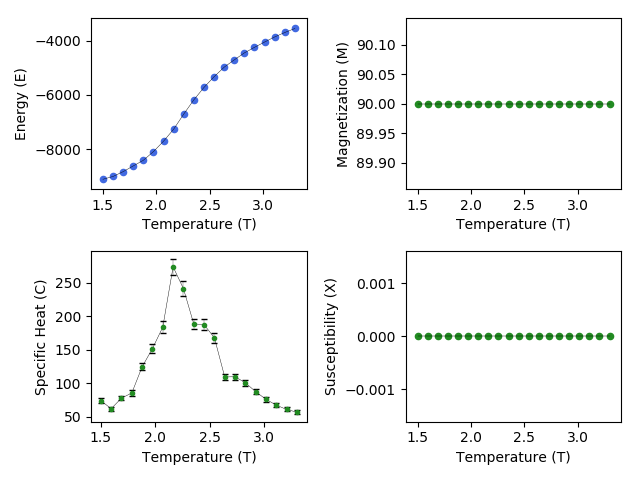 −4000
−6000
−8000
Energy (E)
1.5 2.0 2.5 3.0
Temperature (T)
90.10
90.05
90.00
89.95
89.90
Magnetization (M)
1.5 2.0 2.5 3.0
Temperature (T)
250
200
150
100
50
Specific Heat (C)
1.5 2.0 2.5 3.0
Temperature (T)
0.001
0.000
−0.001
Susceptibility (X)
1.5 2.0 2.5 3.0
Temperature (T)